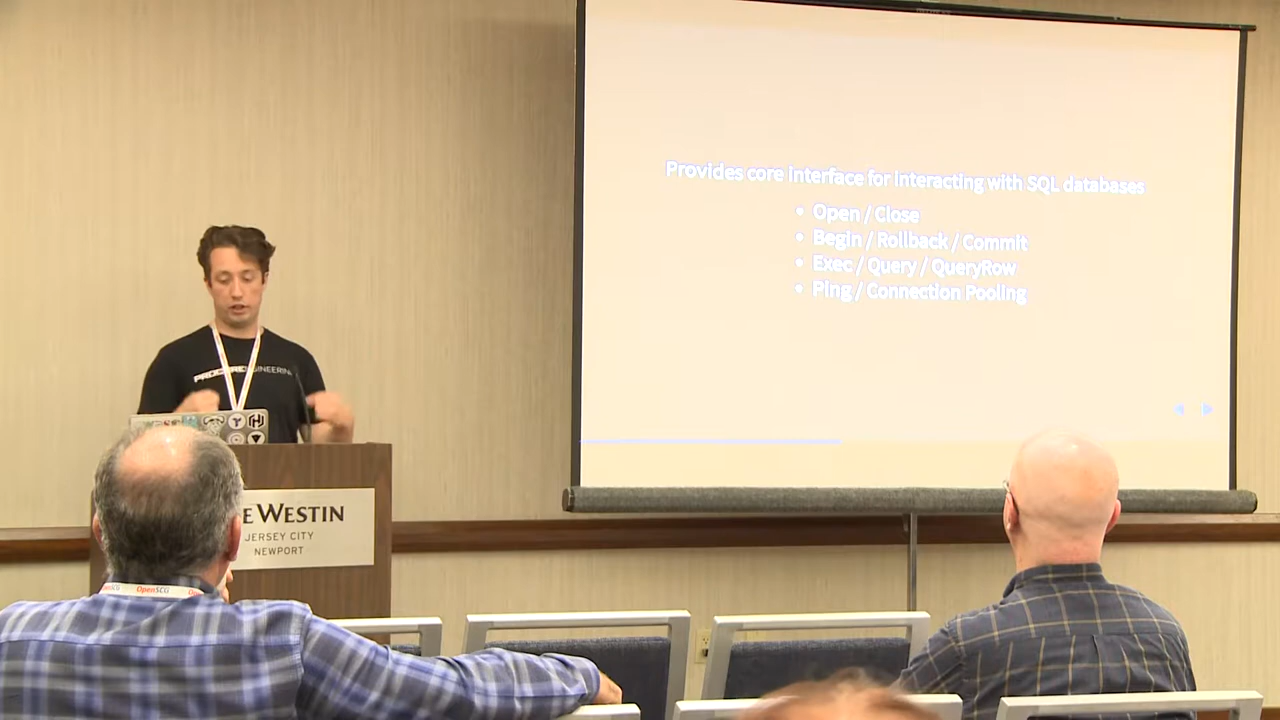 Provides core interface for interacting with SQL databases
• Open / Close
• Begin / Rollback / Commit
• Exec / Query / QueryRow
• Ping / Connection Pooling
E WESTIN
JERSEY CITY
NEWPORT
OpenSCG